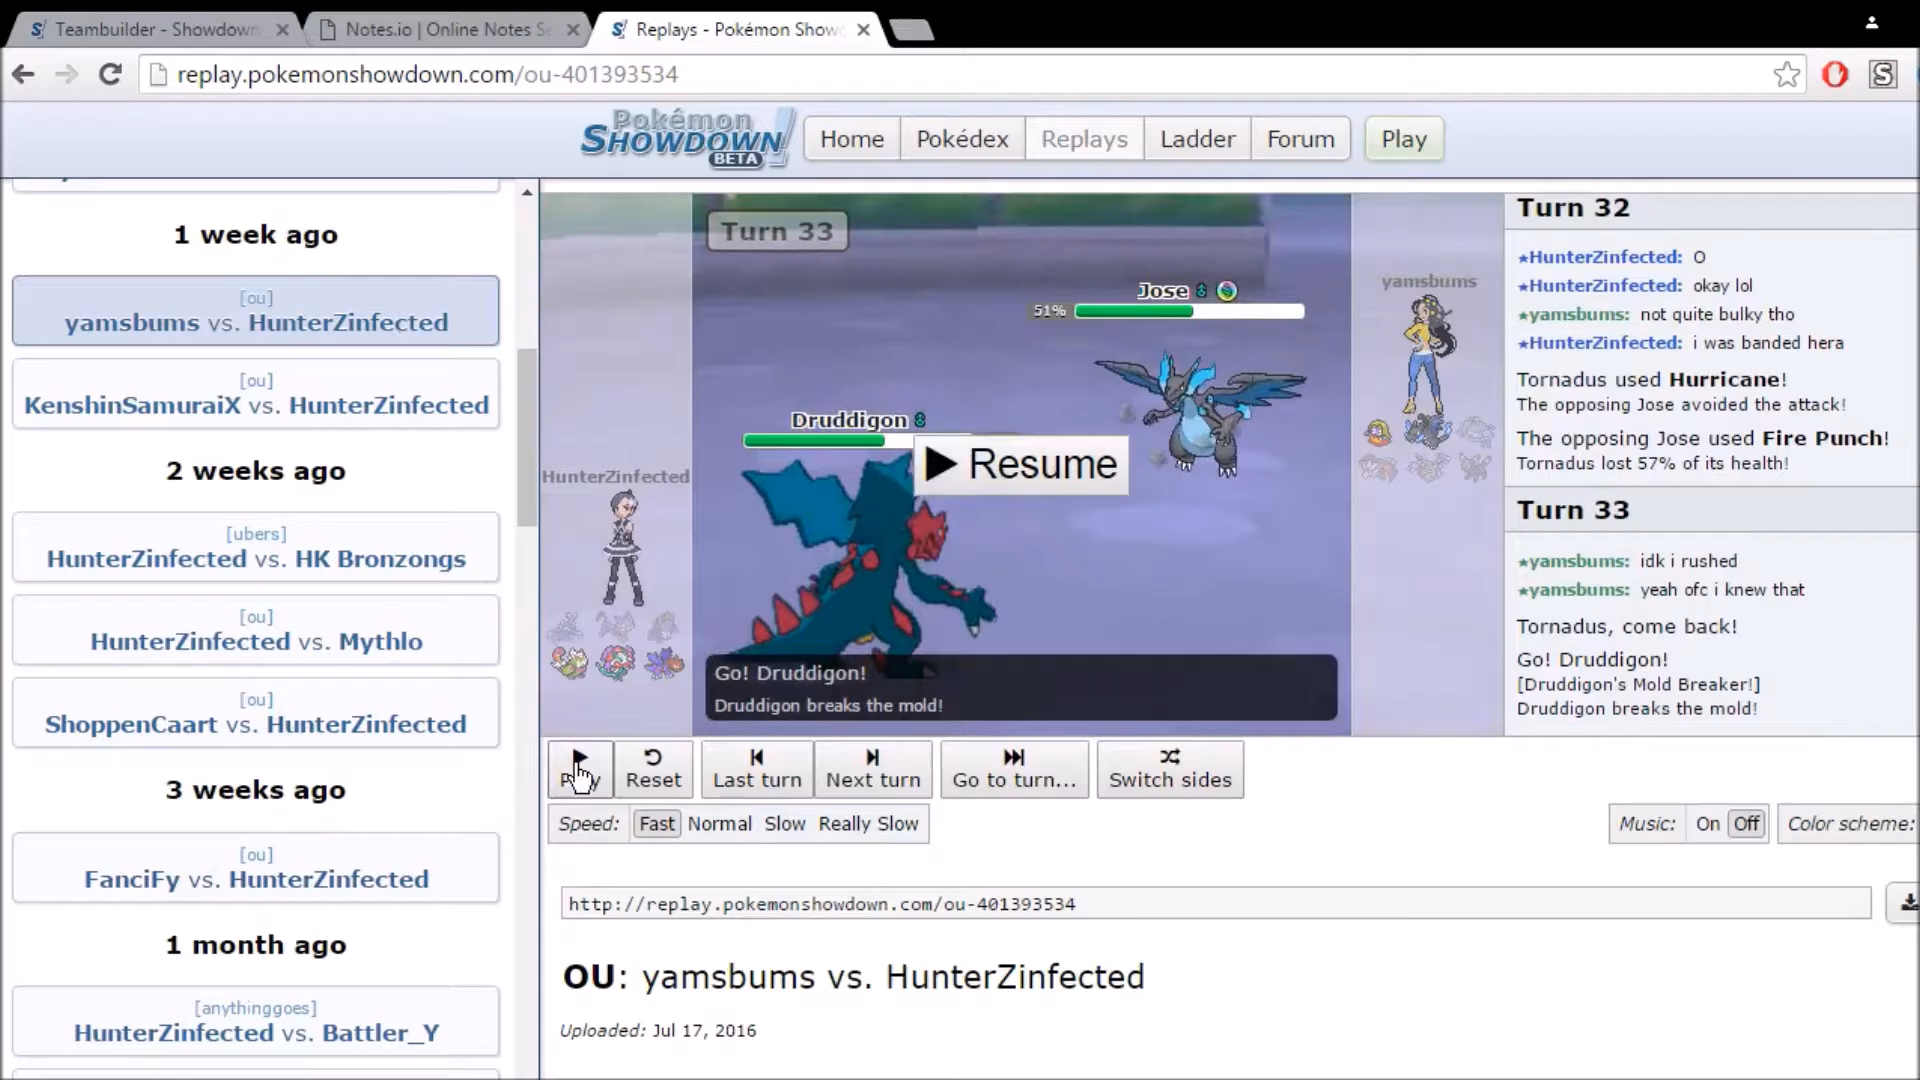 Teambuilder - Showdown
Notes.io | Online Notes Se
Replays - Pokémon Show
replay.pokemonshowdown.com/ou-401393534
S
Pokémon
SHOWDOWN!
BETA
Home
Pokédex
Replays
Ladder
Forum
Play
1 week ago
[ou]
yamsbums vs. HunterZinfected
[ou]
KenshinSamuraiX vs. HunterZinfected
2 weeks ago
[ubers]
HunterZinfected vs. HK Bronzongs
[ou]
HunterZinfected vs. Mythlo
[ou]
ShoppenCaart vs. HunterZinfected
3 weeks ago
[ou]
FanciFy vs. HunterZinfected
1 month ago
[anythinggoes]
HunterZinfected vs. Battler_Y
Turn 33
Jose
51%
Druddigon
Resume
HunterZinfected
yamsbums
Go! Druddigon!
Druddigon breaks the mold!
Turn 32
★HunterZinfected: O
★HunterZinfected: okay lol
★yamsbums: not quite bulky tho
★HunterZinfected: i was banded hera
Tornadus used Hurricane!
The opposing Jose avoided the attack!
The opposing Jose used Fire Punch!
Tornadus lost 57% of its health!
Turn 33
★yamsbums: idk i rushed
★yamsbums: yeah ofc i knew that
Tornadus, come back!
Go! Druddigon!
[Druddigon's Mold Breaker!]
Druddigon breaks the mold!
Reset
Last turn
Next turn
Go to turn...
Switch sides
Speed: Fast Normal Slow Really Slow
Music: On Off
Color scheme:
http://replay.pokemonshowdown.com/ou-401393534
OU: yamsbums vs. HunterZinfected
Uploaded: Jul 17, 2016